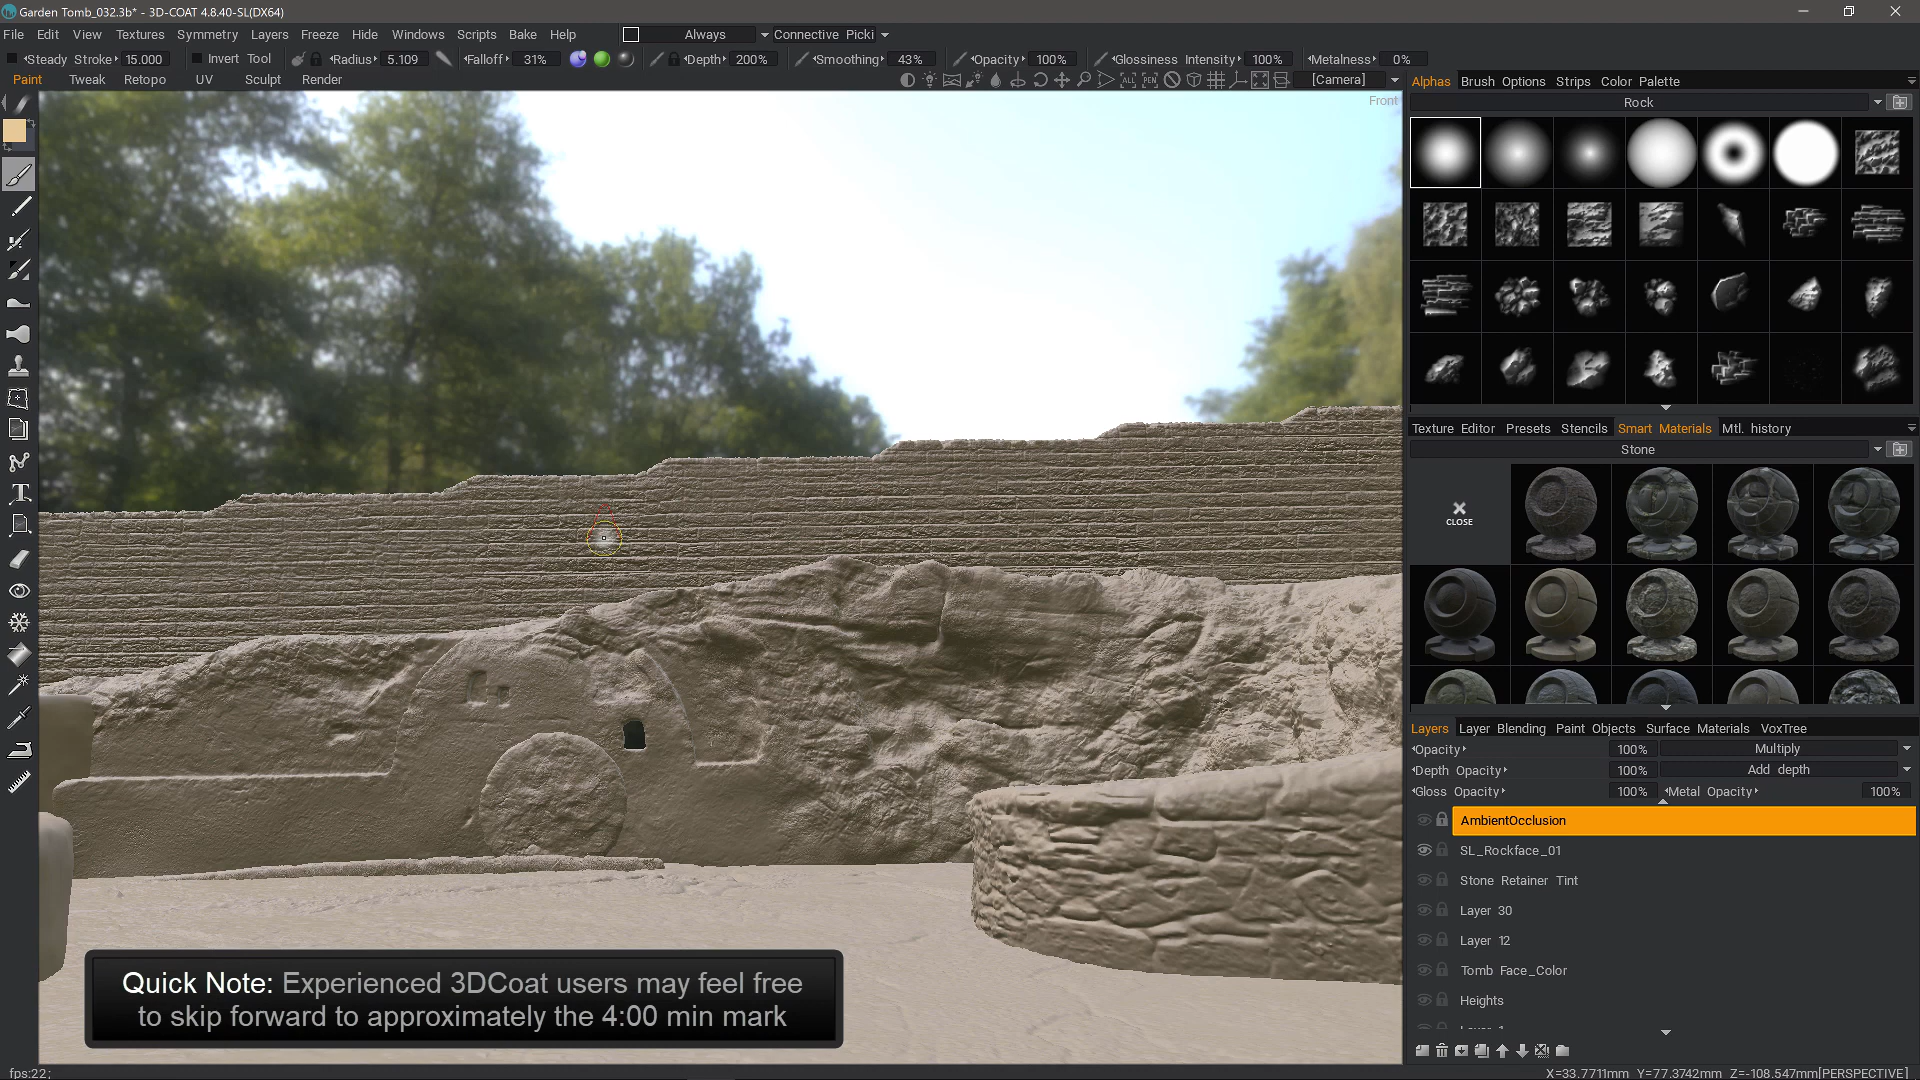 Garden Tomb_032.3b* - 3D-COAT 4.8.40-SL(DX64)
File Edit View Textures Symmetry Layers Freeze Hide Windows Scripts Bake Help Always Connective Picki
Steady Stroke 15.000 Invert Tool Radius 5.109 Falloff 31% Depth 200% Smoothing 43% Opacity 100% Glossiness Intensity 100% Metalness 0%
Paint Tweak Retopo UV Sculpt Render [Camera]
Front
Alphas Brush Options Strips Color Palette
Rock
Texture Editor Presets Stencils Smart Materials Mtl. history
Stone
CLOSE
Layers Layer Blending Paint Objects Surface Materials VoxTree
Opacity 100% Multiply
Depth Opacity 100% Add depth
Gloss Opacity 100% Metal Opacity 100%
AmbientOcclusion
SL_Rockface_01
Stone Retainer Tint
Layer 30
Layer 12
Tomb Face_Color
Heights
Quick Note: Experienced 3DCoat users may feel free
to skip forward to approximately the 4:00 min mark
fps:22;
X=33.7711mm Y=77.3742mm Z=-108.547mm[PERSPECTIVE]